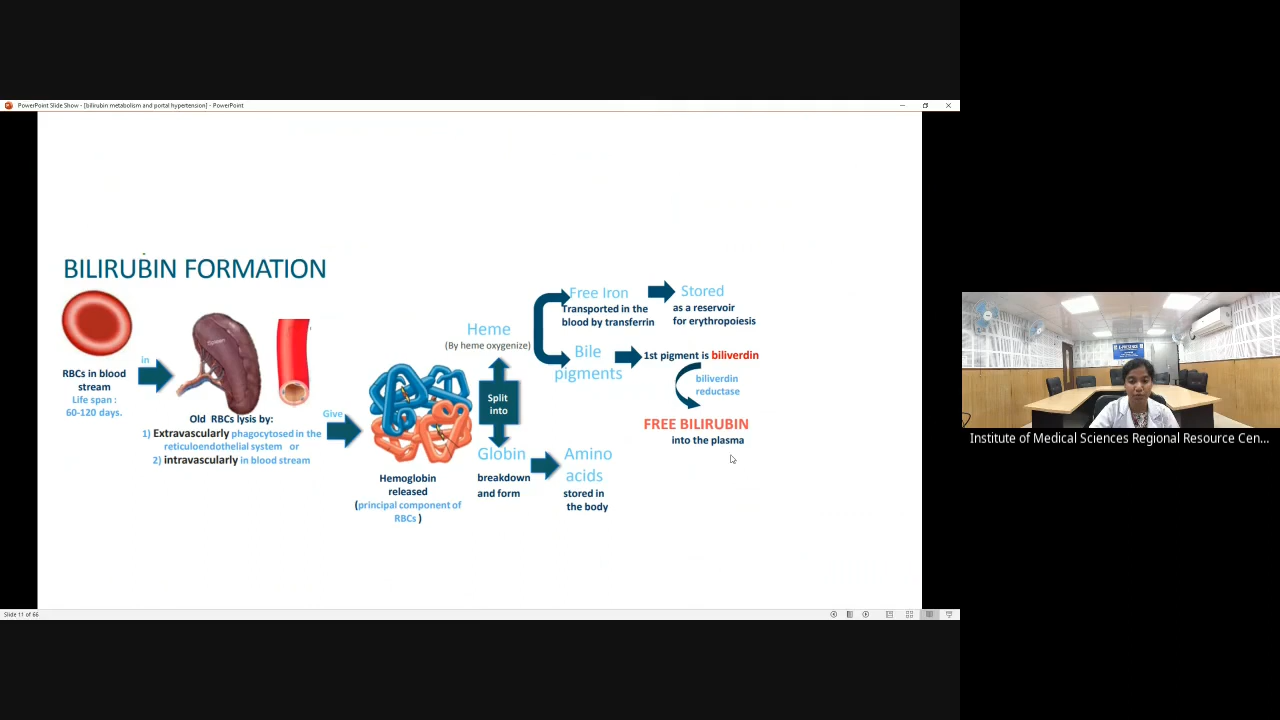 PowerPoint Slide Show - [bilirubin metabolism and portal hypertension] - PowerPoint
BILIRUBIN FORMATION
RBCs in blood
stream
Life span :
60-120 days.
in
Old RBCs lysis by:
1) Extravascularly phagocytosed in the
reticuloendothelial system or
2) intravascularly in blood stream
Give
Hemoglobin
released
(principal component of
RBCs )
Heme
(By heme oxygenize)
Split
into
Globin
breakdown
and form
Amino
acids
stored in
the body
Free Iron
Transported in the
blood by transferrin
Stored
as a reservoir
for erythropoiesis
Bile
pigments
1st pigment is biliverdin
biliverdin
reductase
FREE BILIRUBIN
into the plasma
Slide 11 of 66
Institute of Medical Sciences Regional Resource Cen...